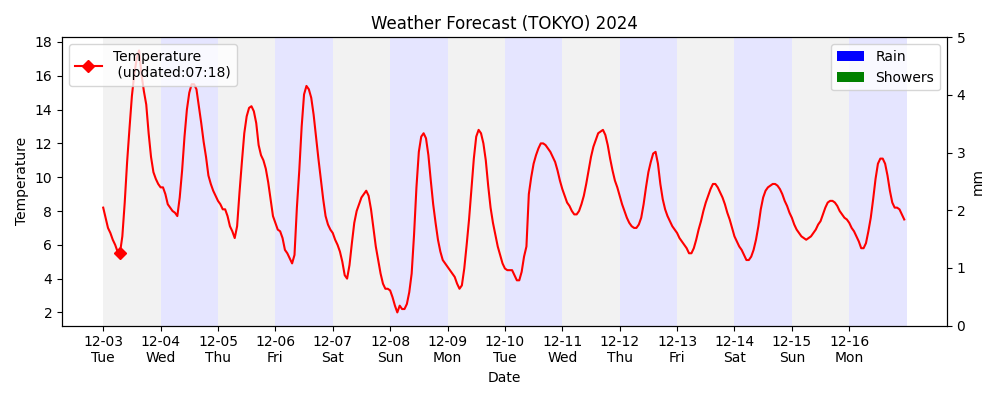 Weather Forecast (TOKYO) 2024
Temperature
(updated:07:18)
Rain
Showers
18
16
14
12
10
8
6
4
2
Temperature
5
4
3
2
1
0
mm
12-03 12-04 12-05 12-06 12-07 12-08 12-09 12-10 12-11 12-12 12-13 12-14 12-15 12-16
Tue Wed Thu Fri Sat Sun Mon Tue Wed Thu Fri Sat Sun Mon
Date